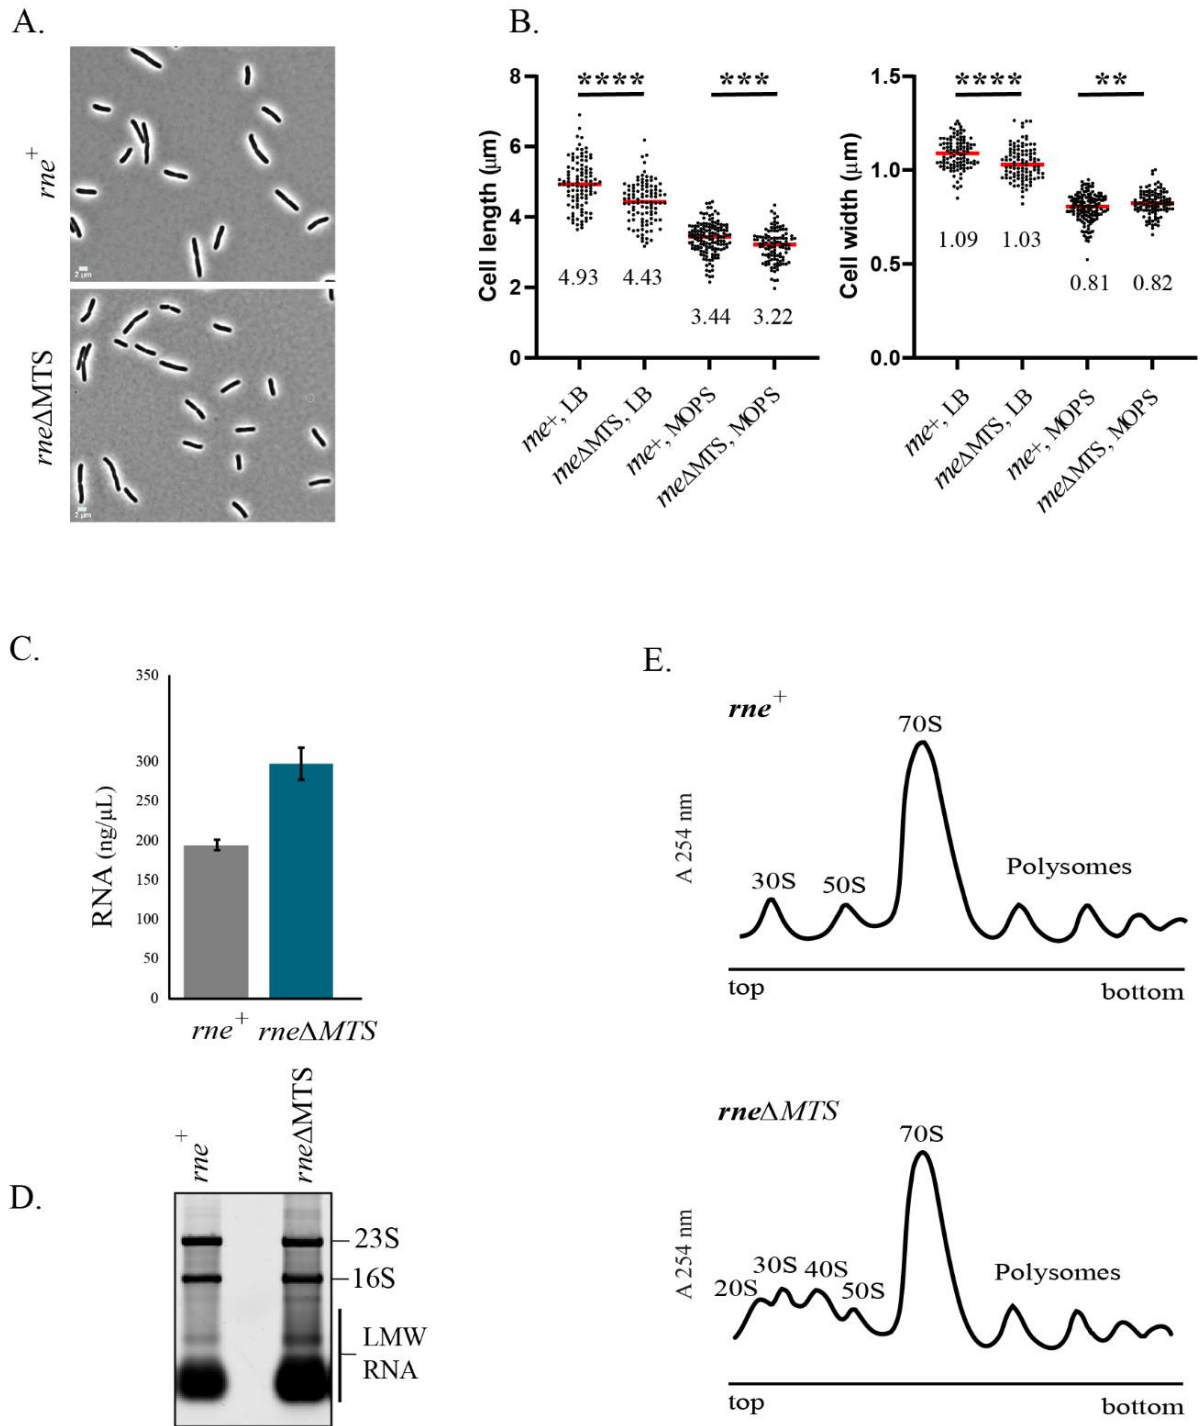 A.
rne+
2 μm
rneΔMTS
2 μm
B.
Cell length (μm)
8
6
4
2
0
**** ***
4.93 4.43 3.44 3.22
rne+, LB
rneΔMTS, LB
rne+, MOPS
rneΔMTS, MOPS
Cell width (μm)
1.5
1.0
0.5
0.0
**** **
1.09 1.03 0.81 0.82
rne+, LB
rneΔMTS, LB
rne+, MOPS
rneΔMTS, MOPS
C.
RNA (ng/μL)
350
300
250
200
150
100
50
0
rne+ rneΔMTS
D.
rne+
rneΔMTS
23S
16S
LMW
RNA
E.
rne+
A 254 nm
30S 50S 70S Polysomes
top bottom
rneΔMTS
A 254 nm
20S 30S 40S 50S 70S Polysomes
top bottom